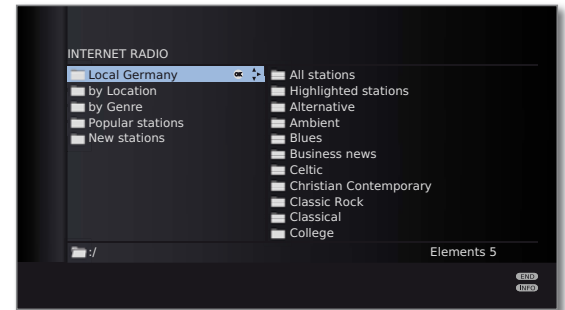 INTERNET RADIO
Local Germany OK
by Location
by Genre
Popular stations
New stations
All stations
Highlighted stations
Alternative
Ambient
Blues
Business news
Celtic
Christian Contemporary
Classic Rock
Classical
College
:/
Elements 5
END
INFO